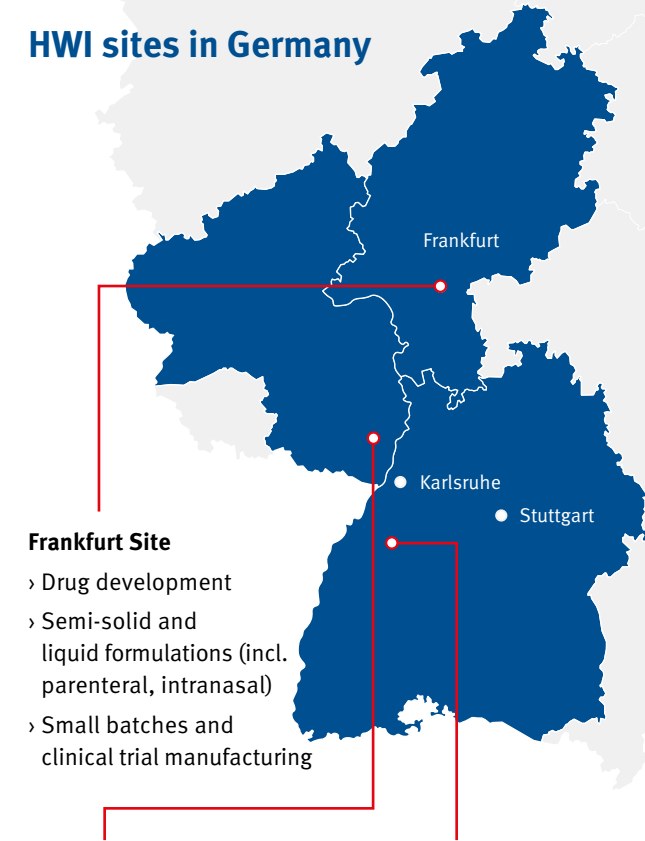 HWI sites in Germany
Frankfurt
Karlsruhe
Stuttgart
Frankfurt Site
› Drug development
› Semi-solid and
liquid formulations (incl.
parenteral, intranasal)
› Small batches and
clinical trial manufacturing